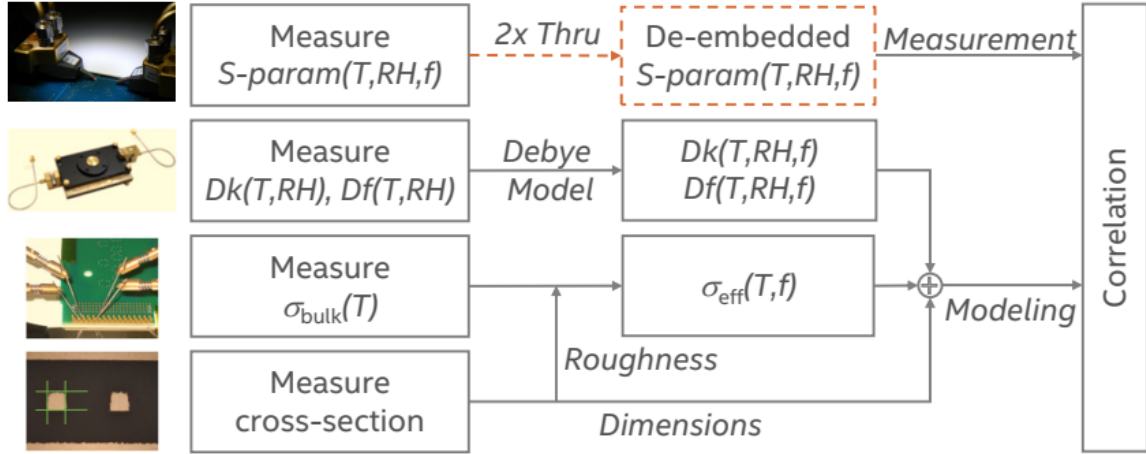 Measure
S-param(T,RH,f)
2x Thru
De-embedded
S-param(T,RH,f)
Measurement
Measure
Dk(T,RH), Df(T,RH)
Debye
Model
Dk(T,RH,f)
Df(T,RH,f)
Measure
σbulk(T)
σeff(T,f)
Modeling
Roughness
Measure
cross-section
Dimensions
Correlation